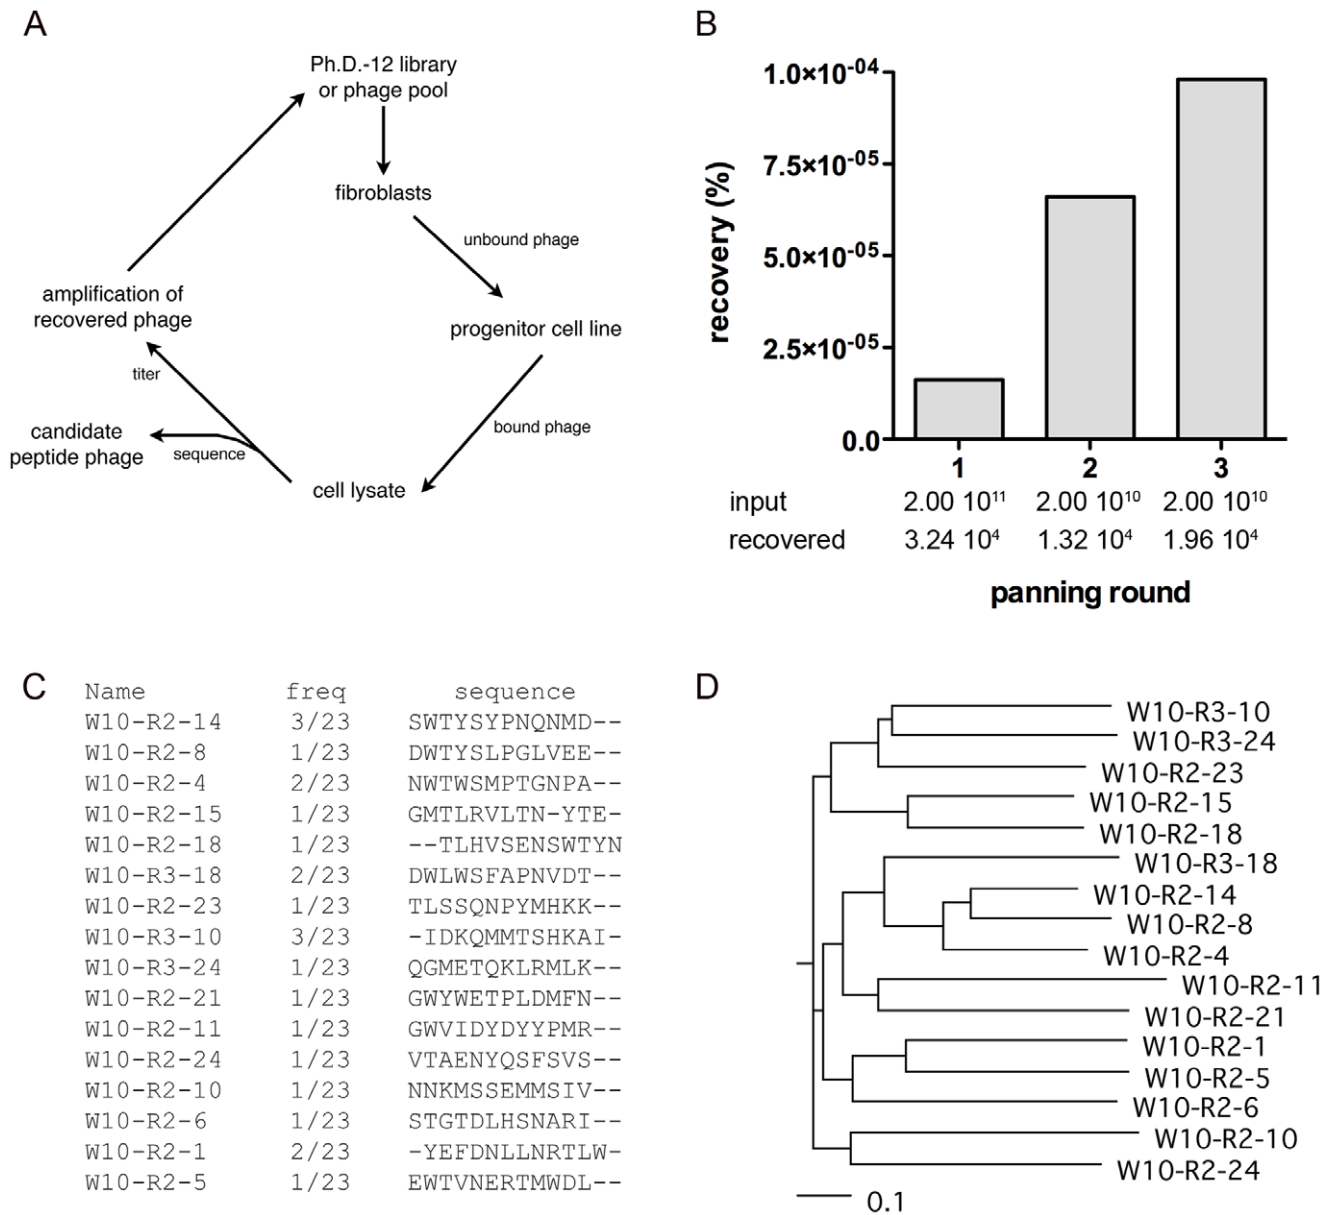 A
Ph.D.-12 library
or phage pool
fibroblasts
unbound phage
progenitor cell line
bound phage
cell lysate
sequence
candidate
peptide phage
titer
amplification of
recovered phage
B
recovery (%)
1.0×10⁻⁰⁴
7.5×10⁻⁰⁵
5.0×10⁻⁰⁵
2.5×10⁻⁰⁵
0.0
1 2 3
input 2.00 10¹¹ 2.00 10¹⁰ 2.00 10¹⁰
recovered 3.24 10⁴ 1.32 10⁴ 1.96 10⁴
panning round
C
Name freq sequence
W10-R2-14 3/23 SWTYSYPNQNMD--
W10-R2-8 1/23 DWTYSLPGLVEE--
W10-R2-4 2/23 NWTWSMPTGNPA--
W10-R2-15 1/23 GMTLRVLTN-YTE-
W10-R2-18 1/23 --TLHVSENSWTYN
W10-R3-18 2/23 DWLWSFAPNVDT--
W10-R2-23 1/23 TLSSQNPYMHKK--
W10-R3-10 3/23 -IDKQMMTSHKAI-
W10-R3-24 1/23 QGMETQKLRMLK--
W10-R2-21 1/23 GWYWETPLDMFN--
W10-R2-11 1/23 GWVIDYDYYPMR--
W10-R2-24 1/23 VTAENYQSFSVS--
W10-R2-10 1/23 NNKMSSEMMSIV--
W10-R2-6 1/23 STGTDLHSNARI--
W10-R2-1 2/23 -YEFDNLLNRTLW-
W10-R2-5 1/23 EWTVNERTMWDL--
D
W10-R3-10
W10-R3-24
W10-R2-23
W10-R2-15
W10-R2-18
W10-R3-18
W10-R2-14
W10-R2-8
W10-R2-4
W10-R2-11
W10-R2-21
W10-R2-1
W10-R2-5
W10-R2-6
W10-R2-10
W10-R2-24
0.1